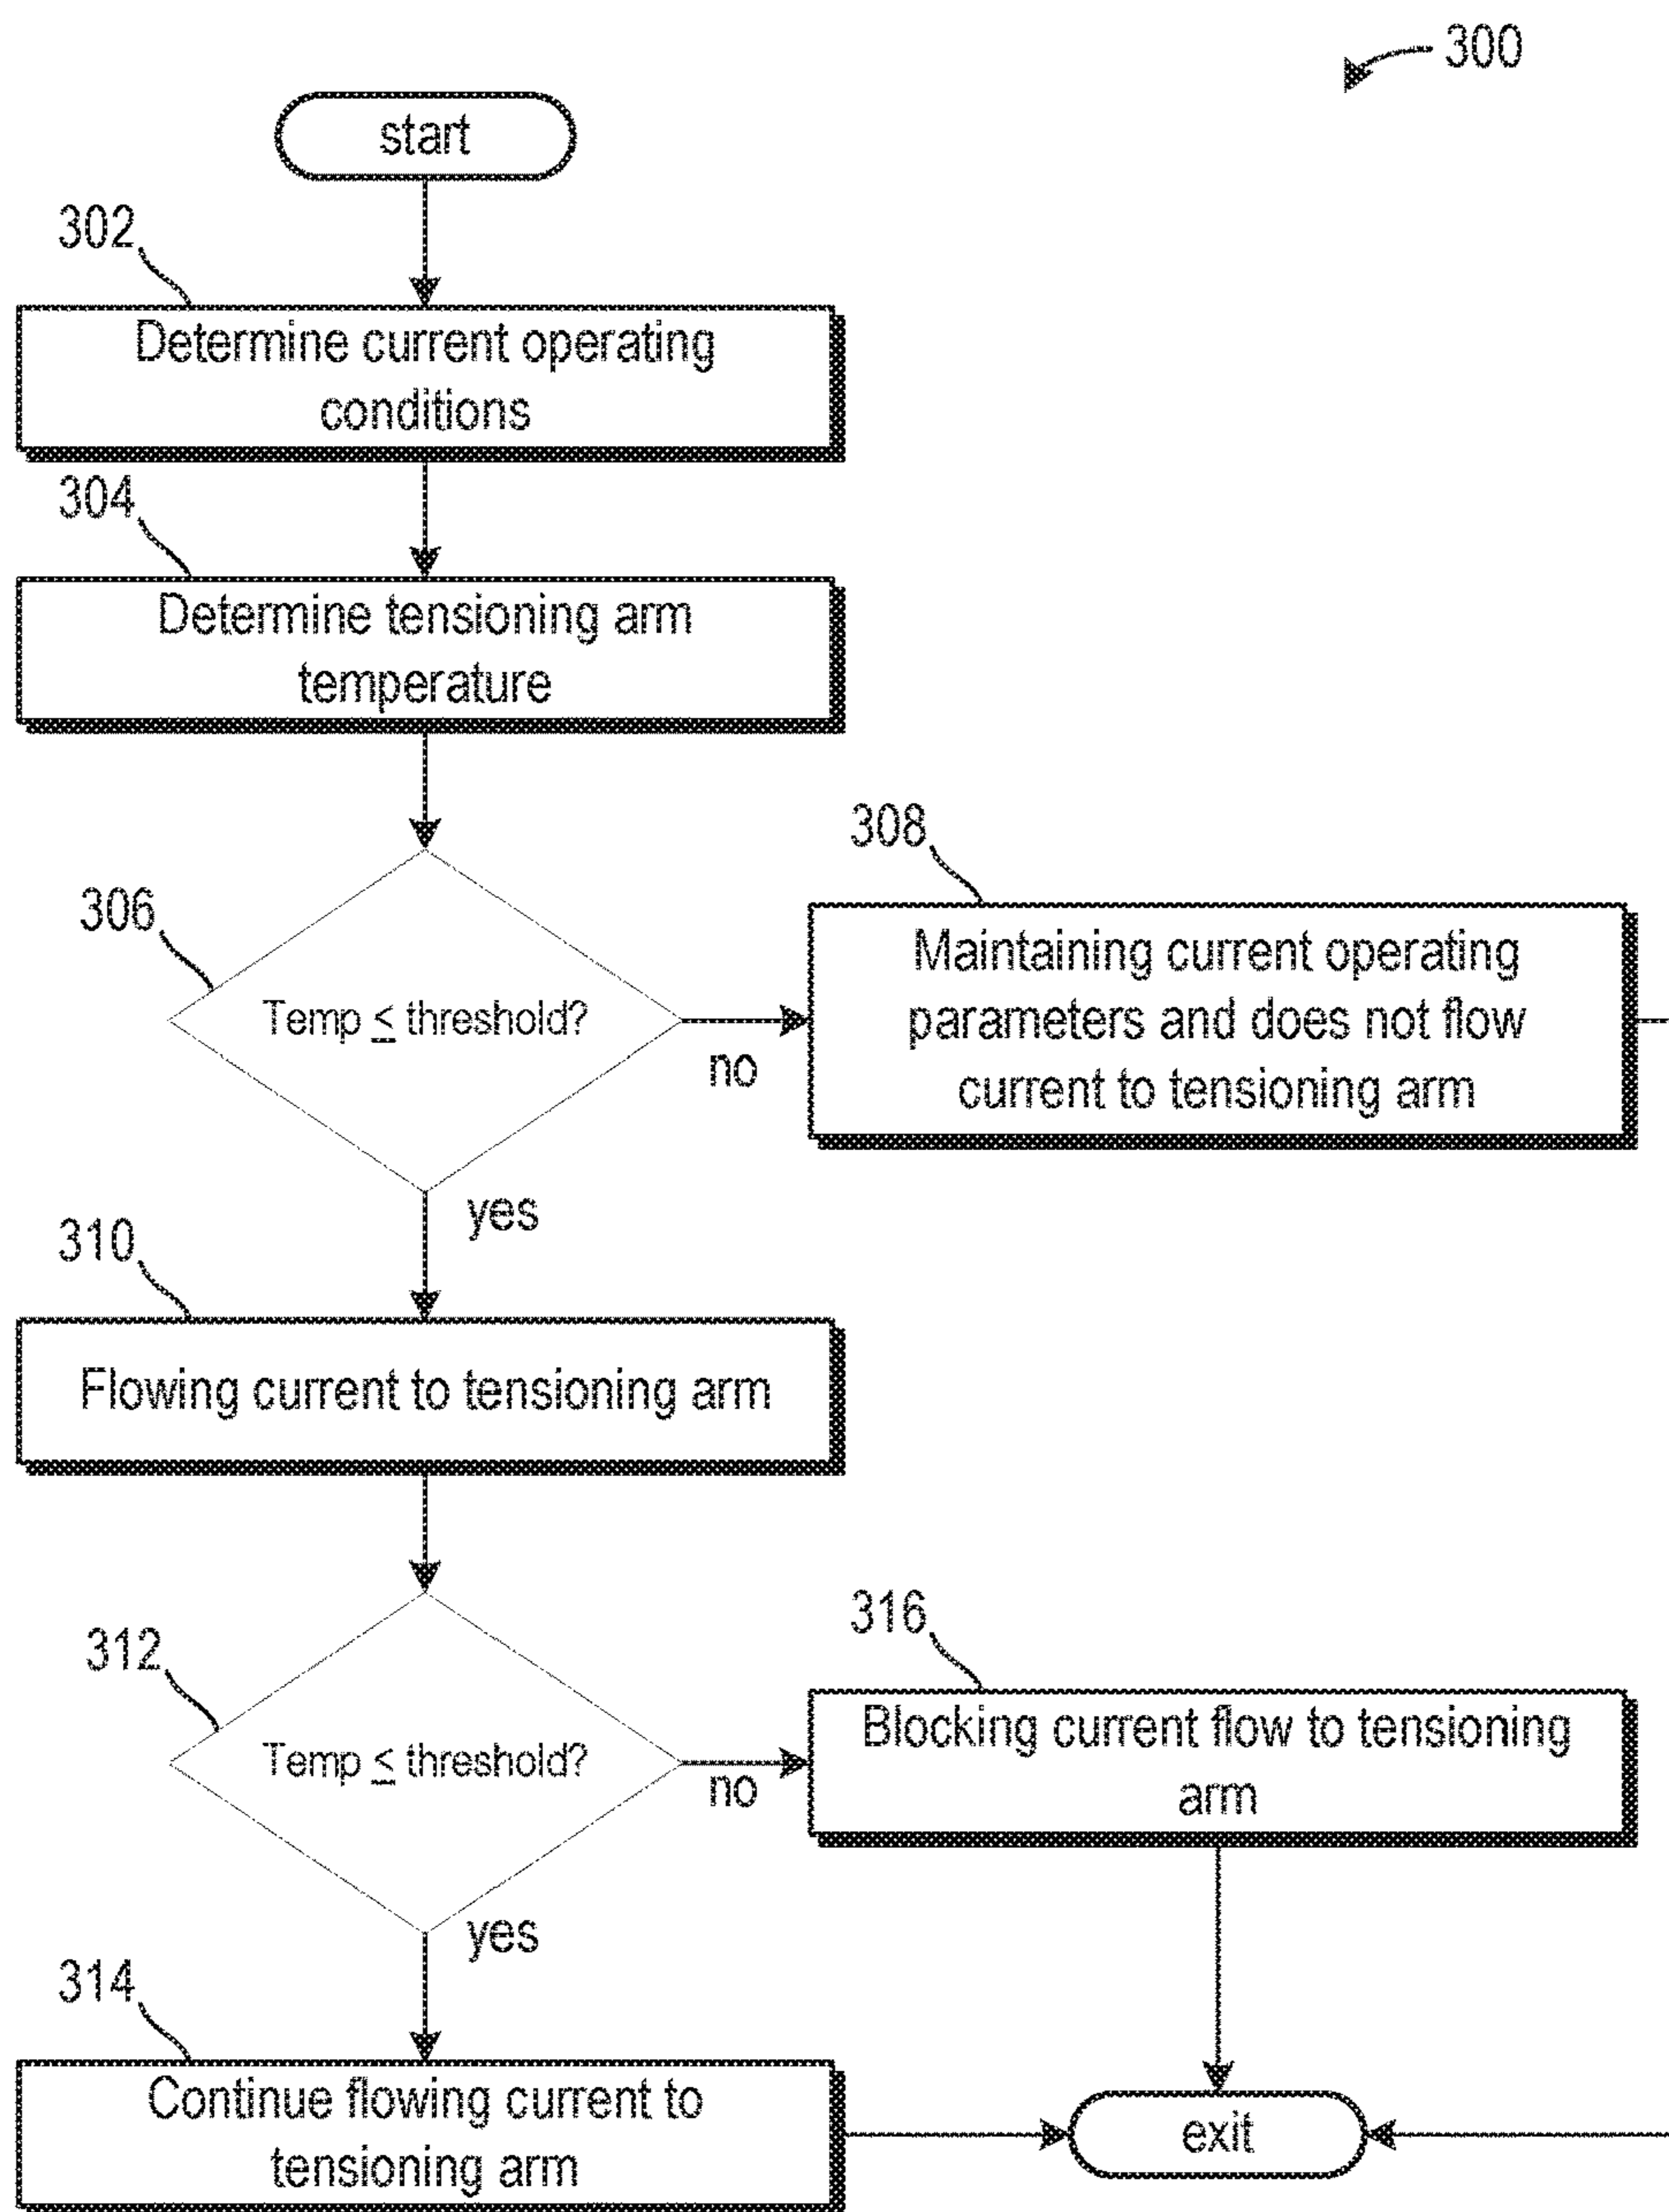 300
start
302
Determine current operating
conditions
304
Determine tensioning arm
temperature
306
Temp ≤ threshold?
no
yes
308
Maintaining current operating
parameters and does not flow
current to tensioning arm
310
Flowing current to tensioning arm
312
Temp ≤ threshold?
no
yes
316
Blocking current flow to tensioning
arm
314
Continue flowing current to
tensioning arm
exit